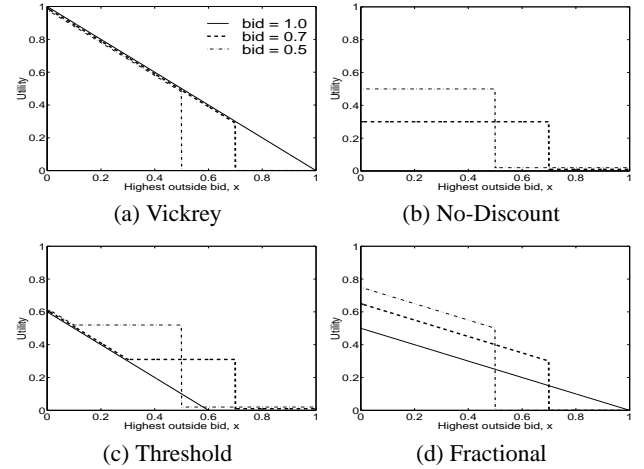 1
0.8
0.6
0.4
0.2
0
Utility
bid = 1.0
bid = 0.7
bid = 0.5
0 0.2 0.4 0.6 0.8 1
Highest outside bid, x
(a) Vickrey
1
0.8
0.6
0.4
0.2
0
Utility
0 0.2 0.4 0.6 0.8 1
Highest outside bid, x
(b) No-Discount
1
0.8
0.6
0.4
0.2
0
Utility
0 0.2 0.4 0.6 0.8 1
Highest outside bid, x
(c) Threshold
1
0.8
0.6
0.4
0.2
0
Utility
0 0.2 0.4 0.6 0.8 1
Highest outside bid, x
(d) Fractional